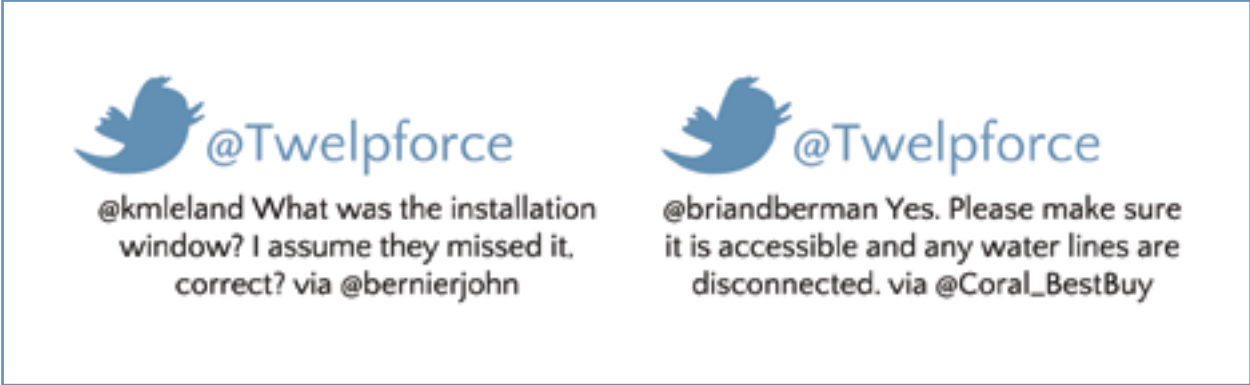 @Twelpforce
@kmleland What was the installation
window? I assume they missed it,
correct? via @bernierjohn
@Twelpforce
@briandberman Yes. Please make sure
it is accessible and any water lines are
disconnected. via @Coral_BestBuy